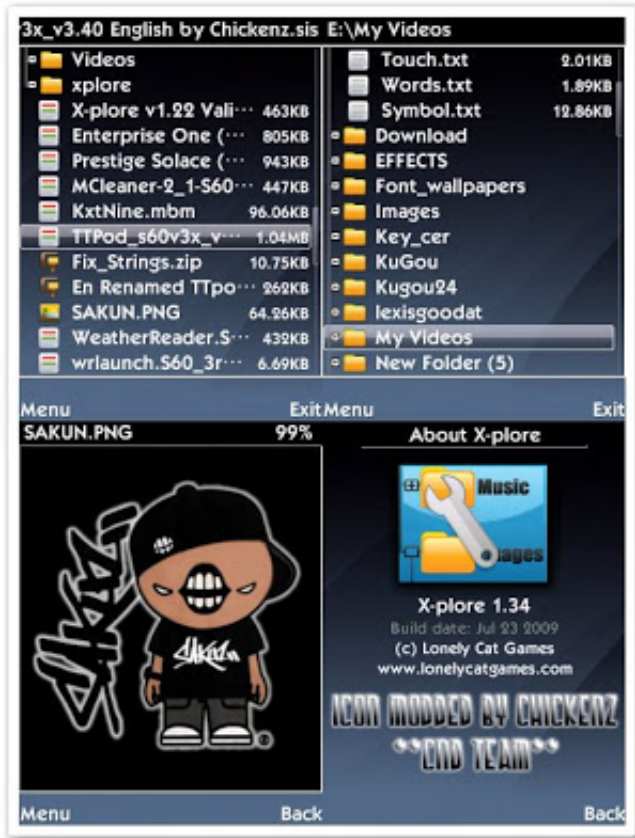 3x_v3.40 English by Chickenz.sis
Videos
xplore
X-plore v1.22 Vali··· 463KB
Enterprise One (··· 805KB
Prestige Solace (··· 943KB
MCleaner-2_1-S60··· 447KB
KxtNine.mbm 96.06KB
TTPod_s60v3x_v··· 1.04MB
Fix_Strings.zip 10.75KB
En Renamed TTpo··· 262KB
SAKUN.PNG 64.26KB
WeatherReader.S··· 432KB
wrlaunch.S60_3r··· 6.69KB
Menu Exit
E:\My Videos
Touch.txt 2.01KB
Words.txt 1.89KB
Symbol.txt 12.86KB
Download
EFFECTS
Font_wallpapers
Images
Key_cer
KuGou
Kugou24
lexisgoodat
My Videos
New Folder (5)
Menu Exit
SAKUN.PNG 99%
Menu Back
About X-plore
Music
X-plore 1.34
Build date: Jul 23 2009
(c) Lonely Cat Games
www.lonelycatgames.com
ICON MODDED BY CHICKENZ
**CND TEAM**
Back